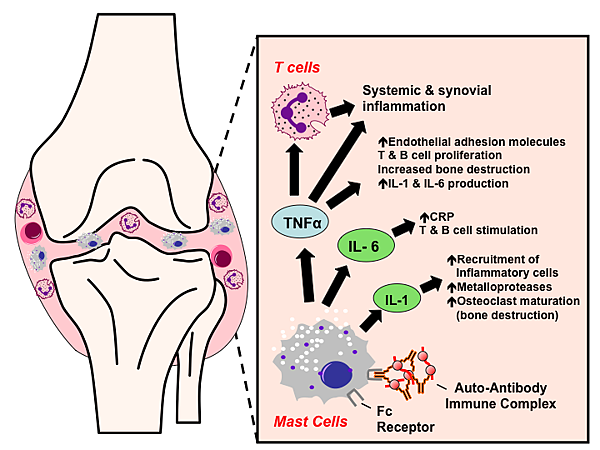 T cells
Systemic & synovial
inflammation
↑Endothelial adhesion molecules
T & B cell proliferation
Increased bone destruction
↑IL-1 & IL-6 production
TNFα
↑CRP
T & B cell stimulation
IL- 6
↑Recruitment of
Inflammatory cells
↑Metalloproteases
↑Osteoclast maturation
(bone destruction)
IL-1
Auto-Antibody
Immune Complex
Fc
Receptor
Mast Cells